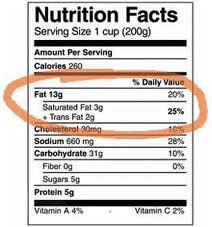 Nutrition Facts
Serving Size 1 cup (200g)
Amount Per Serving
Calories 260
% Daily Value
Fat 13g 20%
Saturated Fat 3g
+ Trans Fat 2g 25%
Cholesterol 30mg 10%
Sodium 660 mg 28%
Carbohydrate 31g 10%
Fiber 0g 0%
Sugars 5g
Protein 5g
Vitamin A 4% Vitamin C 2%